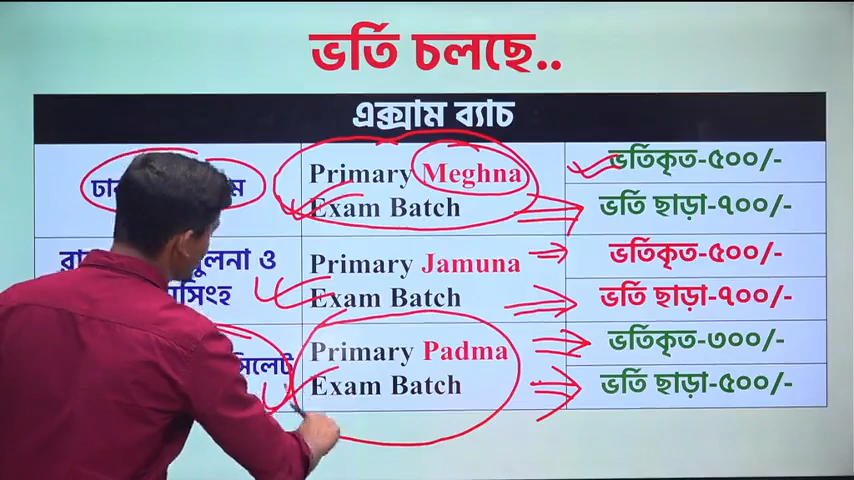 ভর্তি চলছে..
এক্সাম ব্যাচ
Primary Meghna
Exam Batch
ভর্তিকৃত-৫০০/-
ভর্তি ছাড়া-৭০০/-
ও
Primary Jamuna
Exam Batch
ভর্তিকৃত-৫০০/-
ভর্তি ছাড়া-৭০০/-
Primary Padma
Exam Batch
ভর্তিকৃত-৩০০/-
ভর্তি ছাড়া-৫০০/-